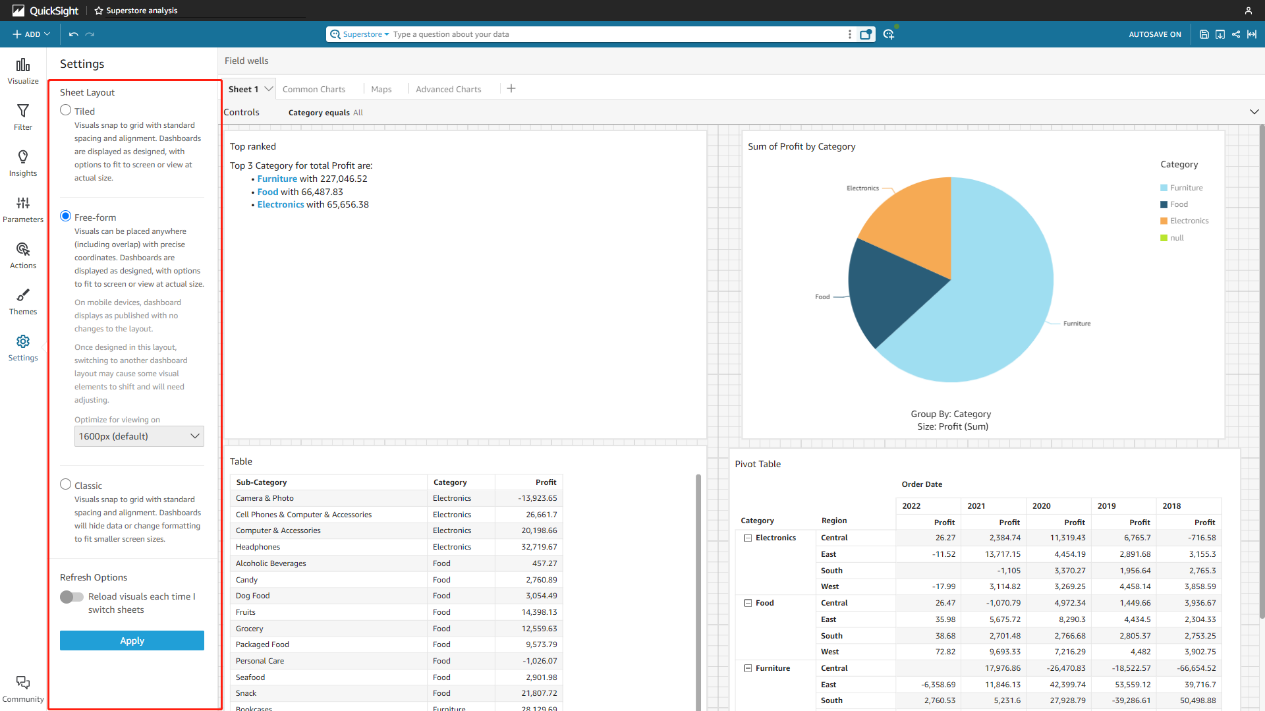 QuickSight
Superstore analysis
ADD
Superstore
Type a question about your data
AUTOSAVE ON
Visualize
Filter
Insights
Parameters
Actions
Themes
Settings
Community
Settings
Sheet Layout
Tiled
Visuals snap to grid with standard
spacing and alignment. Dashboards
are displayed as designed, with
options to fit to screen or view at
actual size.
Free-form
Visuals can be placed anywhere
(including overlap) with precise
coordinates. Dashboards are
displayed as designed, with options
to fit to screen or view at actual size.
On mobile devices, dashboard
displays as published with no
changes to the layout.
Once designed in this layout,
switching to another dashboard
layout may cause some visual
elements to shift and will need
adjusting.
Optimize for viewing on
1600px (default)
Classic
Visuals snap to grid with standard
spacing and alignment. Dashboards
will hide data or change formatting
to fit smaller screen sizes.
Refresh Options
Reload visuals each time I
switch sheets
Apply
Field wells
Sheet 1 Common Charts Maps Advanced Charts
Controls Category equals All
Top ranked
Top 3 Category for total Profit are:
• Furniture with 227,046.52
• Food with 66,487.83
• Electronics with 65,656.38
Sum of Profit by Category
Electronics
Food
Furniture
Category
Furniture
Food
Electronics
null
Group By: Category
Size: Profit (Sum)
Table
Sub-Category Category Profit
Camera & Photo Electronics -13,923.65
Cell Phones & Computer & Accessories Electronics 26,661.7
Computer & Accessories Electronics 20,198.66
Headphones Electronics 32,719.67
Alcoholic Beverages Food 457.27
Candy Food 2,760.89
Dog Food Food 3,054.49
Fruits Food 14,398.13
Grocery Food 12,559.63
Packaged Food Food 9,573.79
Personal Care Food -1,026.07
Seafood Food 2,901.98
Snack Food 21,807.72
Bookcases Furniture 28,129.69
Pivot Table
Order Date
2022 2021 2020 2019 2018
Category Region Profit Profit Profit Profit Profit
Electronics Central 26.27 2,384.74 11,319.43 6,765.7 -716.58
East -11.52 13,717.15 4,454.19 2,891.68 3,155.3
South -1,105 3,370.27 1,956.64 2,765.3
West -17.99 3,114.82 3,269.25 4,458.14 3,858.59
Food Central 26.47 -1,070.79 4,972.34 1,449.66 3,936.67
East 35.98 5,675.72 8,290.3 4,434.5 2,304.33
South 38.68 2,701.48 2,766.68 2,805.37 2,753.25
West 72.82 9,693.33 7,216.29 4,482 3,902.75
Furniture Central 17,976.86 -26,470.83 -18,522.57 -66,654.52
East -6,358.69 11,846.13 42,399.74 53,559.12 39,716.7
South 2,760.53 5,231.6 27,928.79 -39,286.61 50,498.88